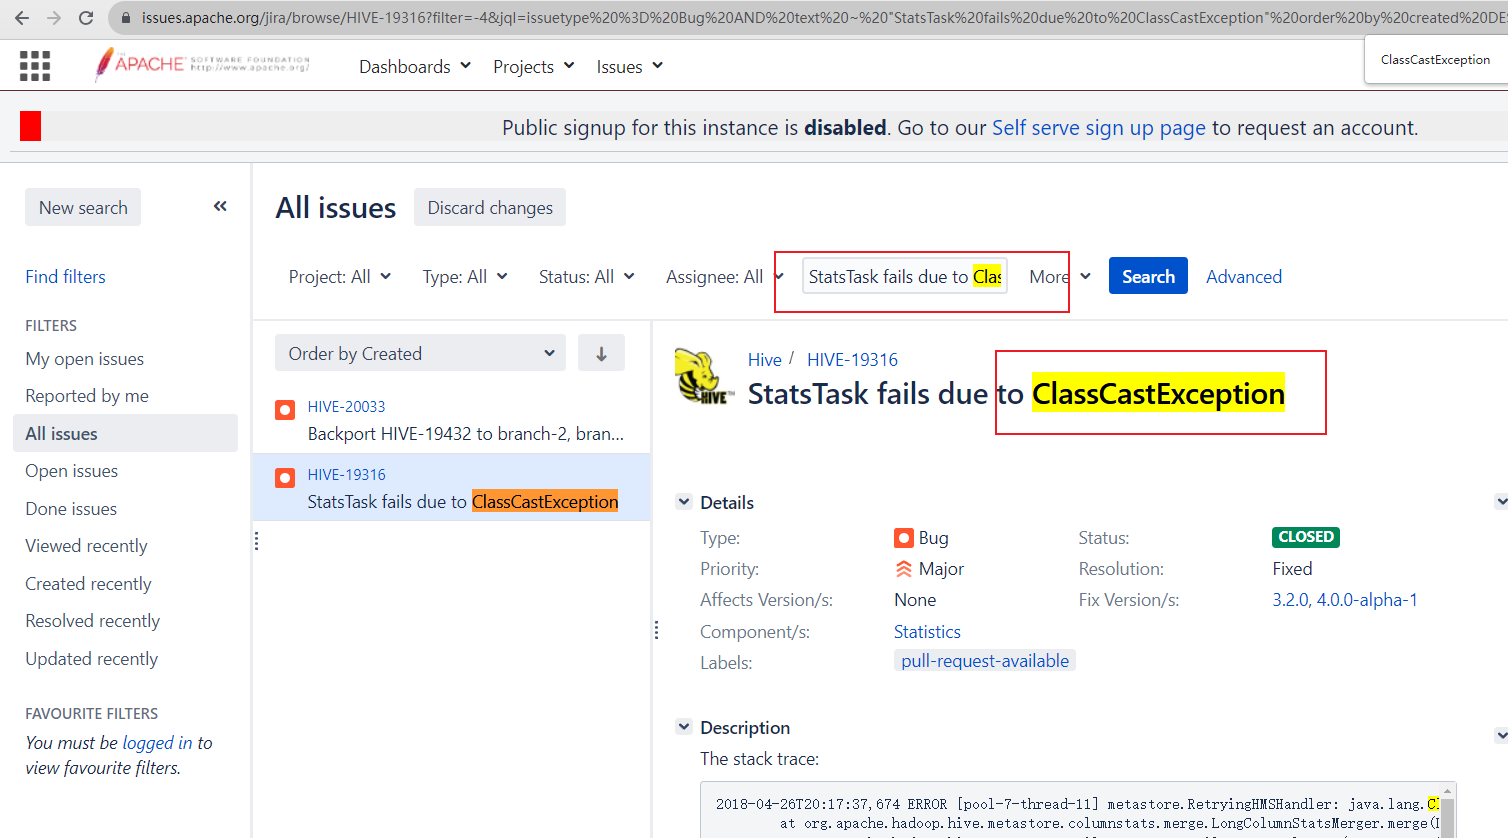 issues.apache.org/jira/browse/HIVE-19316?filter=-4&jql=issuetype%20%3D%20Bug%20AND%20text%20~%20"StatsTask%20fails%20due%20to%20ClassCastException"%20order%20by%20created%20DES
ClassCastException
THE
APACHE SOFTWARE FOUNDATION
http://www.apache.org/
Dashboards Projects Issues
Public signup for this instance is disabled. Go to our Self serve sign up page to request an account.
New search
«
All issues
Discard changes
Find filters
Project: All Type: All Status: All Assignee: All StatsTask fails due to Clas More Search Advanced
FILTERS
My open issues
Reported by me
All issues
Open issues
Done issues
Viewed recently
Created recently
Resolved recently
Updated recently
FAVOURITE FILTERS
You must be logged in to
view favourite filters.
Order by Created
HIVE-20033
Backport HIVE-19432 to branch-2, bran...
HIVE-19316
StatsTask fails due to ClassCastException
HIVE
Hive / HIVE-19316
StatsTask fails due to ClassCastException
Details
Type: Bug Status: CLOSED
Priority: Major Resolution: Fixed
Affects Version/s: None Fix Version/s: 3.2.0, 4.0.0-alpha-1
Component/s: Statistics
Labels: pull-request-available
Description
The stack trace:
2018-04-26T20:17:37,674 ERROR [pool-7-thread-11] metastore.RetryingHMSHandler: java.lang.Cl
at org.apache.hadoop.hive.metastore.columnstats.merge.LongColumnStatsMerger.merge(L